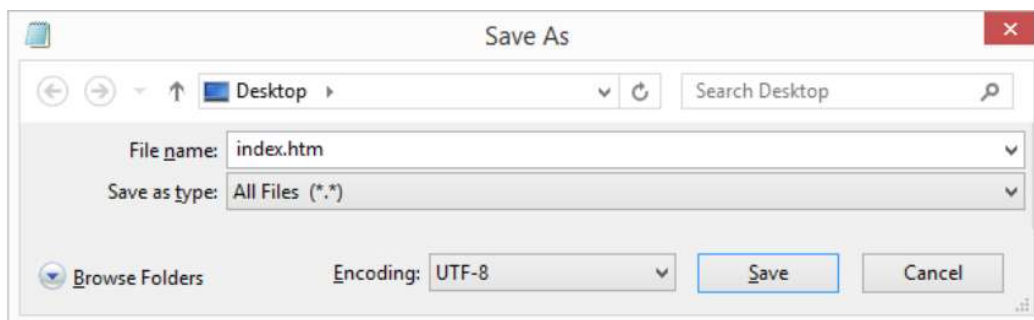 Save As
Desktop
Search Desktop
File name: index.htm
Save as type: All Files (*.*)
Browse Folders Encoding: UTF-8 Save Cancel